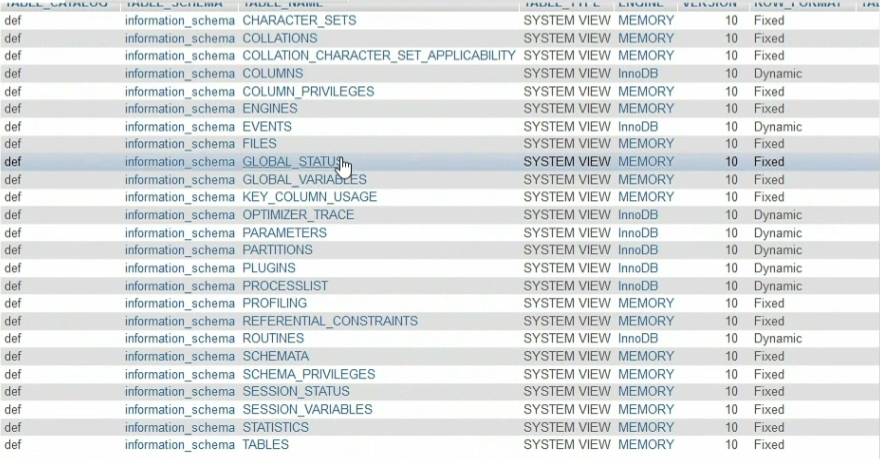 TABLE_CATALOG TABLE_SCHEMA TABLE_NAME TABLE_TYPE ENGINE VERSION ROW_FORMAT
def information_schema CHARACTER_SETS SYSTEM VIEW MEMORY 10 Fixed
def information_schema COLLATIONS SYSTEM VIEW MEMORY 10 Fixed
def information_schema COLLATION_CHARACTER_SET_APPLICABILITY SYSTEM VIEW MEMORY 10 Fixed
def information_schema COLUMNS SYSTEM VIEW InnoDB 10 Dynamic
def information_schema COLUMN_PRIVILEGES SYSTEM VIEW MEMORY 10 Fixed
def information_schema ENGINES SYSTEM VIEW MEMORY 10 Fixed
def information_schema EVENTS SYSTEM VIEW InnoDB 10 Dynamic
def information_schema FILES SYSTEM VIEW MEMORY 10 Fixed
def information_schema GLOBAL_STATUS SYSTEM VIEW MEMORY 10 Fixed
def information_schema GLOBAL_VARIABLES SYSTEM VIEW MEMORY 10 Fixed
def information_schema KEY_COLUMN_USAGE SYSTEM VIEW MEMORY 10 Fixed
def information_schema OPTIMIZER_TRACE SYSTEM VIEW InnoDB 10 Dynamic
def information_schema PARAMETERS SYSTEM VIEW InnoDB 10 Dynamic
def information_schema PARTITIONS SYSTEM VIEW InnoDB 10 Dynamic
def information_schema PLUGINS SYSTEM VIEW InnoDB 10 Dynamic
def information_schema PROCESSLIST SYSTEM VIEW InnoDB 10 Dynamic
def information_schema PROFILING SYSTEM VIEW MEMORY 10 Fixed
def information_schema REFERENTIAL_CONSTRAINTS SYSTEM VIEW MEMORY 10 Fixed
def information_schema ROUTINES SYSTEM VIEW InnoDB 10 Dynamic
def information_schema SCHEMATA SYSTEM VIEW MEMORY 10 Fixed
def information_schema SCHEMA_PRIVILEGES SYSTEM VIEW MEMORY 10 Fixed
def information_schema SESSION_STATUS SYSTEM VIEW MEMORY 10 Fixed
def information_schema SESSION_VARIABLES SYSTEM VIEW MEMORY 10 Fixed
def information_schema STATISTICS SYSTEM VIEW MEMORY 10 Fixed
def information_schema TABLES SYSTEM VIEW MEMORY 10 Fixed